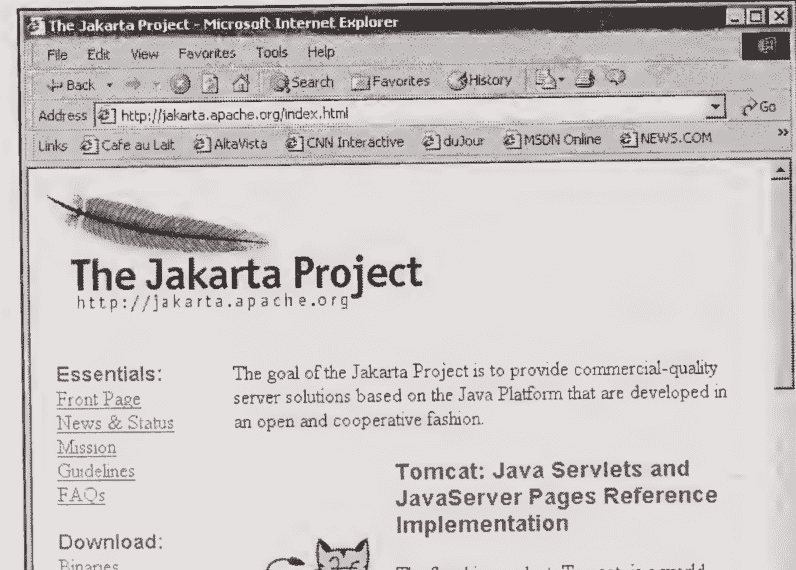 The Jakarta Project - Microsoft Internet Explorer
File Edit View Favorites Tools Help
Back Search Favorites History
Address http://jakarta.apache.org/index.html Go
Links Cafe au Lait AltaVista CNN Interactive duJour MSDN Online NEWS.COM »
The Jakarta Project
http://jakarta.apache.org
Essentials:
Front Page
News & Status
Mission
Guidelines
FAQs
Download:
Binaries
The goal of the Jakarta Project is to provide commercial-quality
server solutions based on the Java Platform that are developed in
an open and cooperative fashion.
Tomcat: Java Servlets and
JavaServer Pages Reference
Implementation